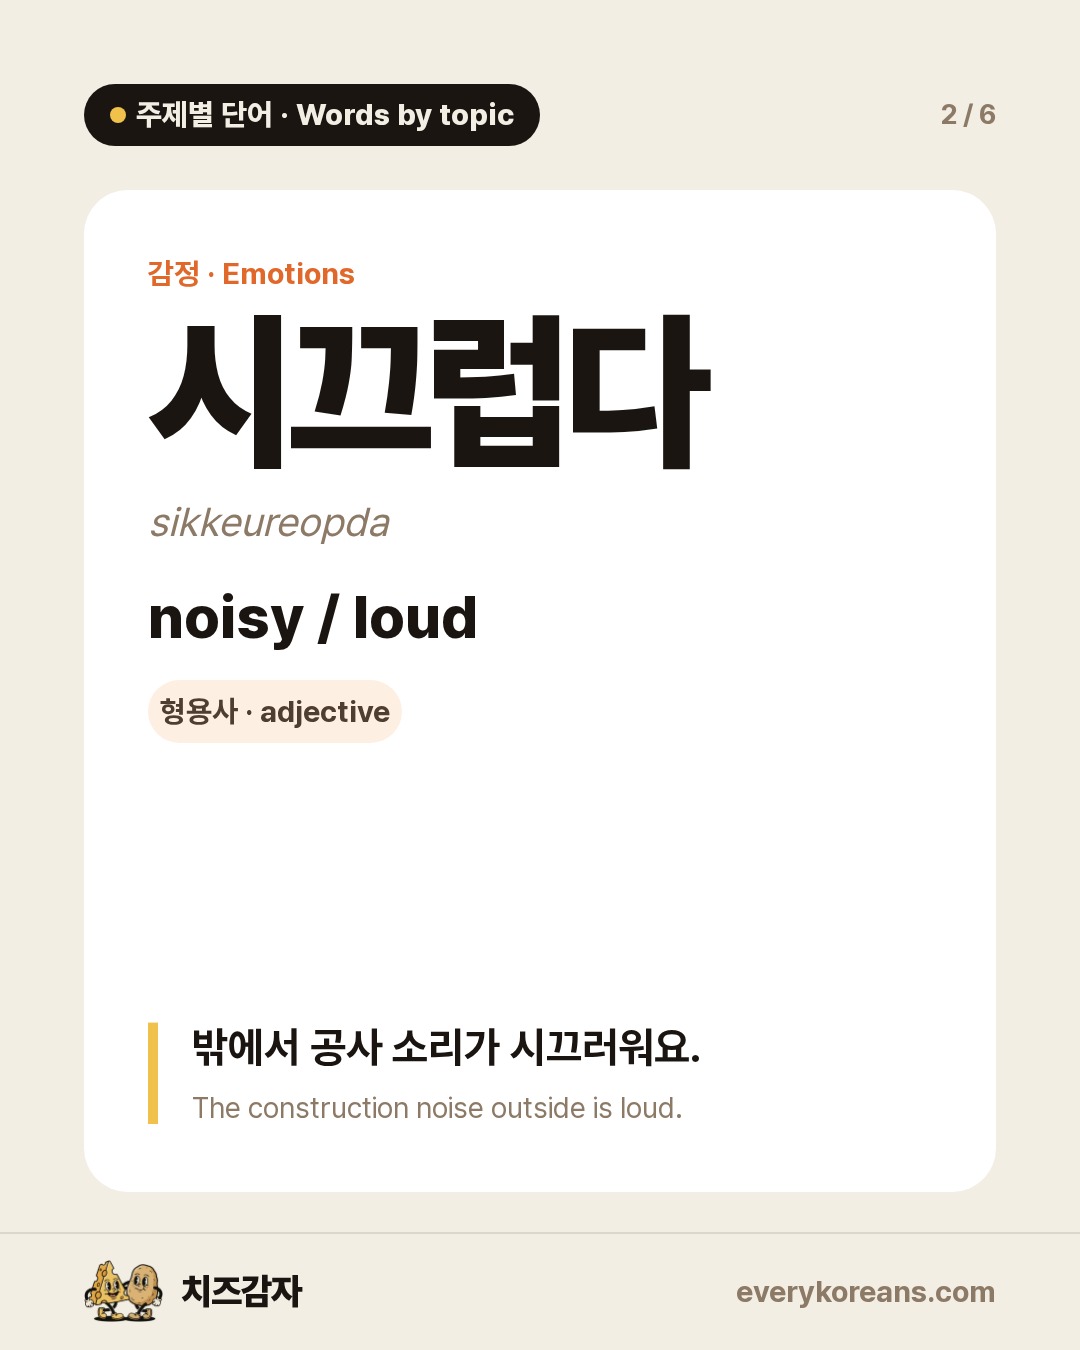 주제별 단어 · Words by topic
2 / 6
감정 · Emotions
시끄럽다
sikkeureopda
noisy / loud
형용사 · adjective
밖에서 공사 소리가 시끄러워요.
The construction noise outside is loud.
치즈감자
everykoreans.com